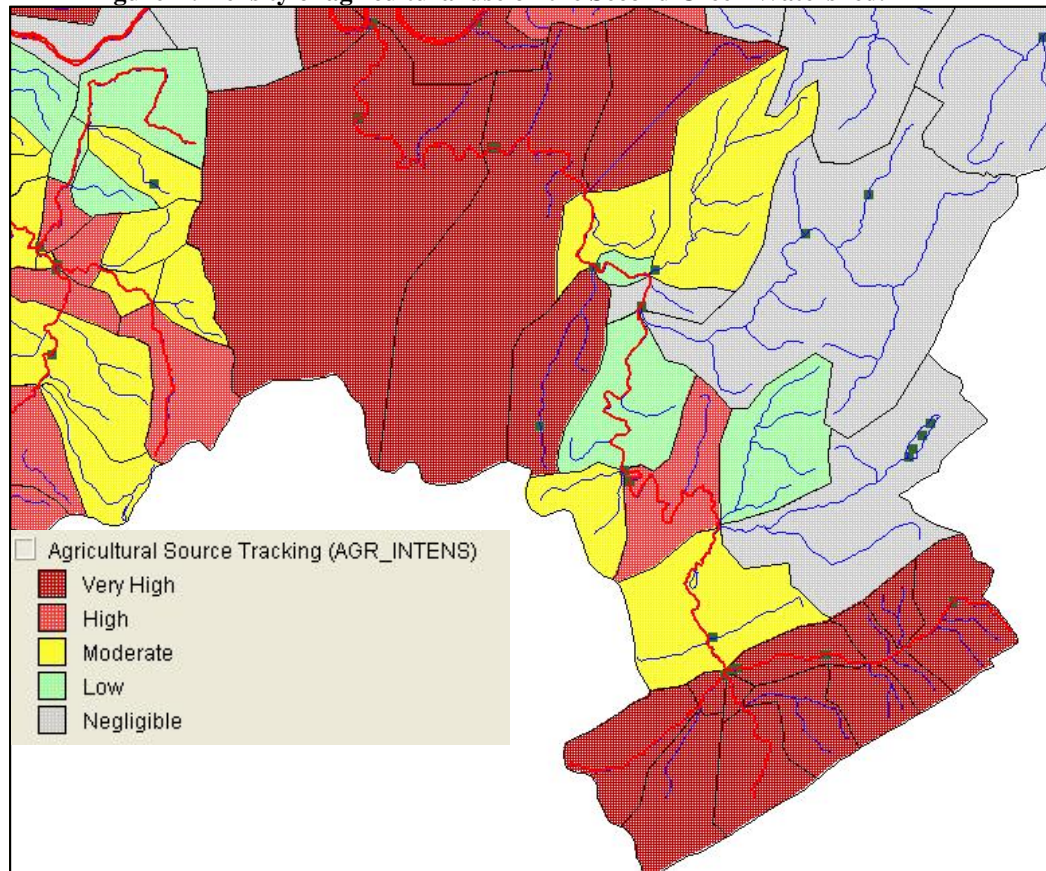 Agricultural Source Tracking (AGR_INTENS)
Very High
High
Moderate
Low
Negligible